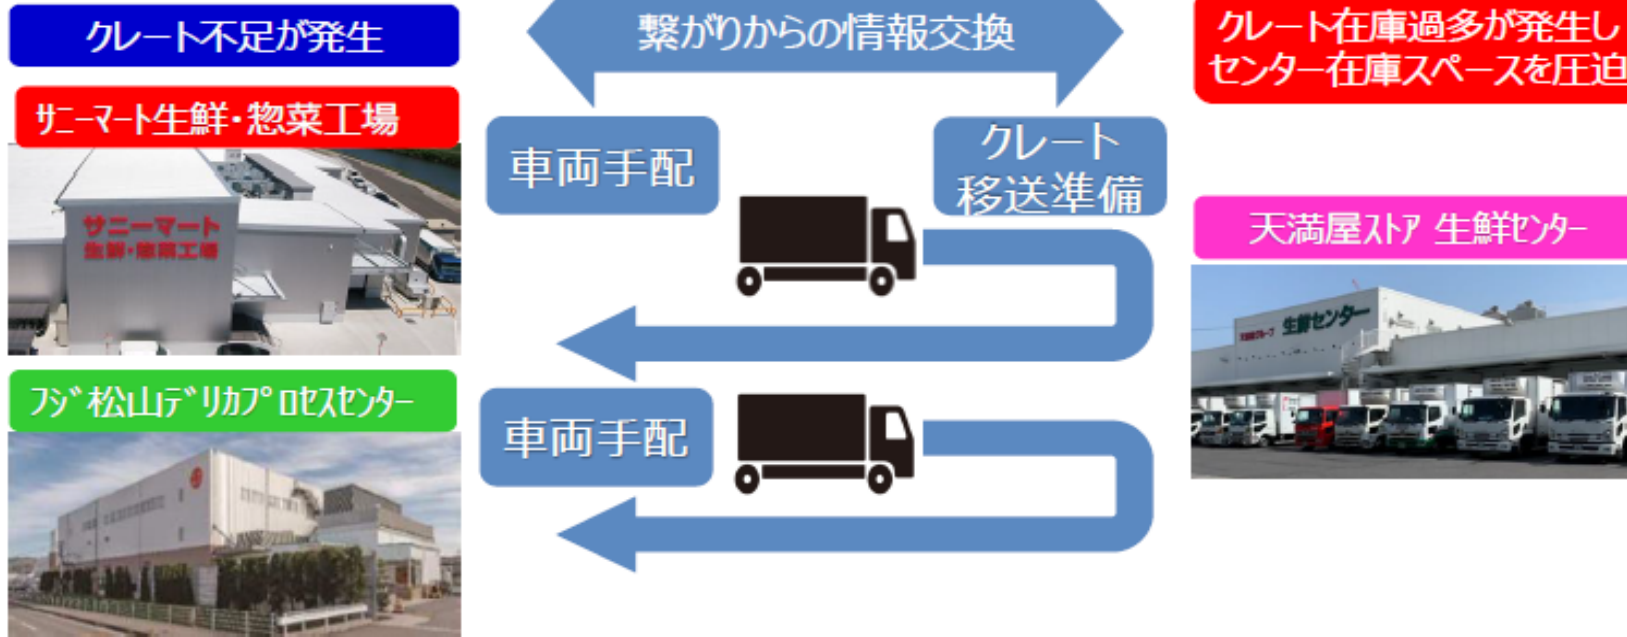 クレート不足が発生
繋がりからの情報交換
クレート在庫過多が発生し
センター在庫スペースを圧迫
ｻﾆｰﾏｰﾄ生鮮・惣菜工場
サニーマート
生鮮・惣菜工場
車両手配
クレート
移送準備
天満屋ｽﾄｱ 生鮮ｾﾝﾀｰ
生鮮センター
ﾌｼﾞ松山ﾃﾞﾘｶﾌﾟﾛｾｽｾﾝﾀｰ
車両手配